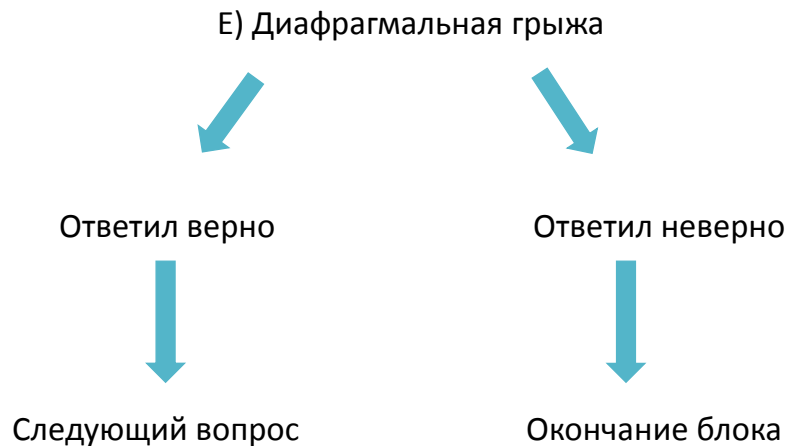 Е) Диафрагмальная грыжа
Ответил верно
Ответил неверно
Следующий вопрос
Окончание блока